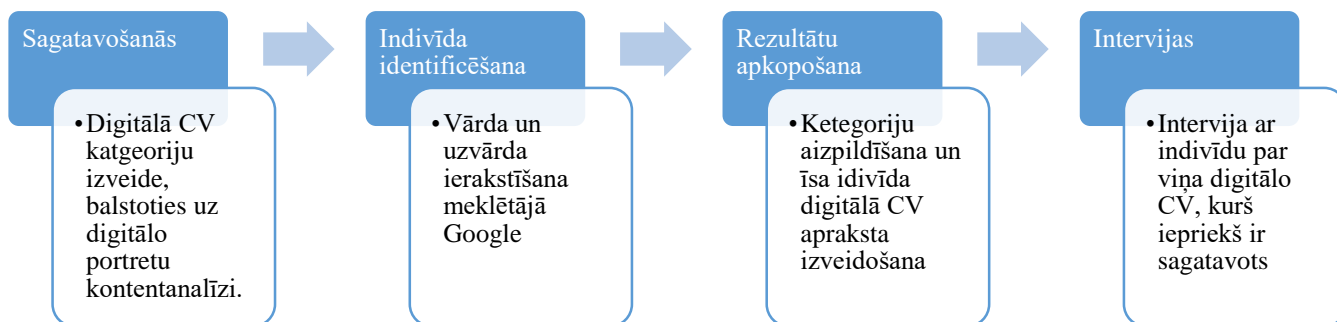 Sagatavošanās
•Digitālā CV
katgeoriju
izveide,
balstoties uz
digitālo
portretu
kontentanalīzi.
Indivīda
identificēšana
•Vārda un
uzvārda
ierakstīšana
meklētājā
Google
Rezultātu
apkopošana
•Ketegoriju
aizpildīšana un
īsa idivīda
digitālā CV
apraksta
izveidošana
Intervijas
•Intervija ar
indivīdu par
viņa digitālo
CV, kurš
iepriekš ir
sagatavots